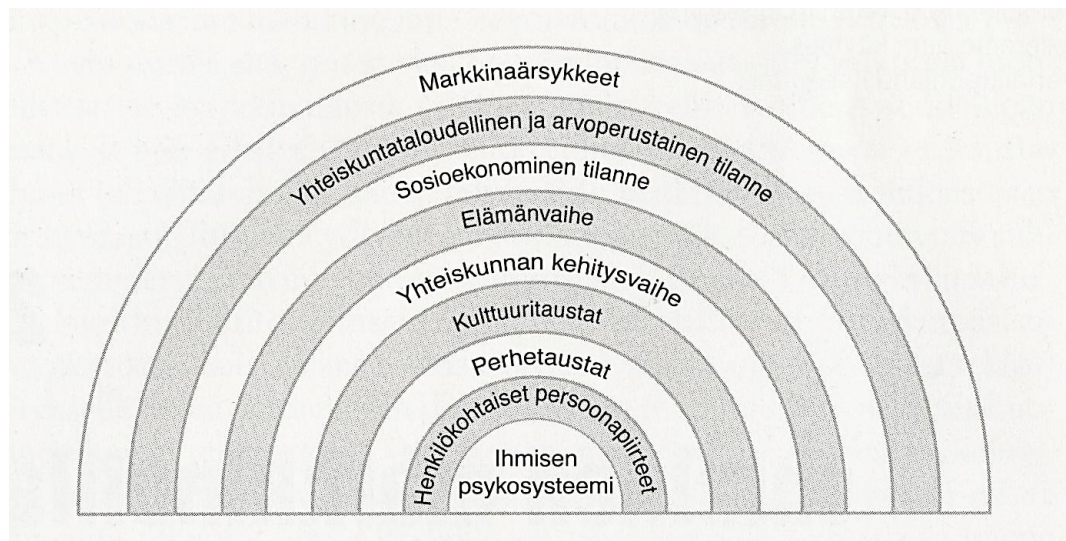 Markkinaärsykkeet
Yhteiskuntataloudellinen ja arvoperustainen tilanne
Sosioekonominen tilanne
Elämänvaihe
Yhteiskunnan kehitysvaihe
Kulttuuritaustat
Perhetaustat
Henkilökohtaiset persoonapiirteet
Ihmisen
psykosysteemi